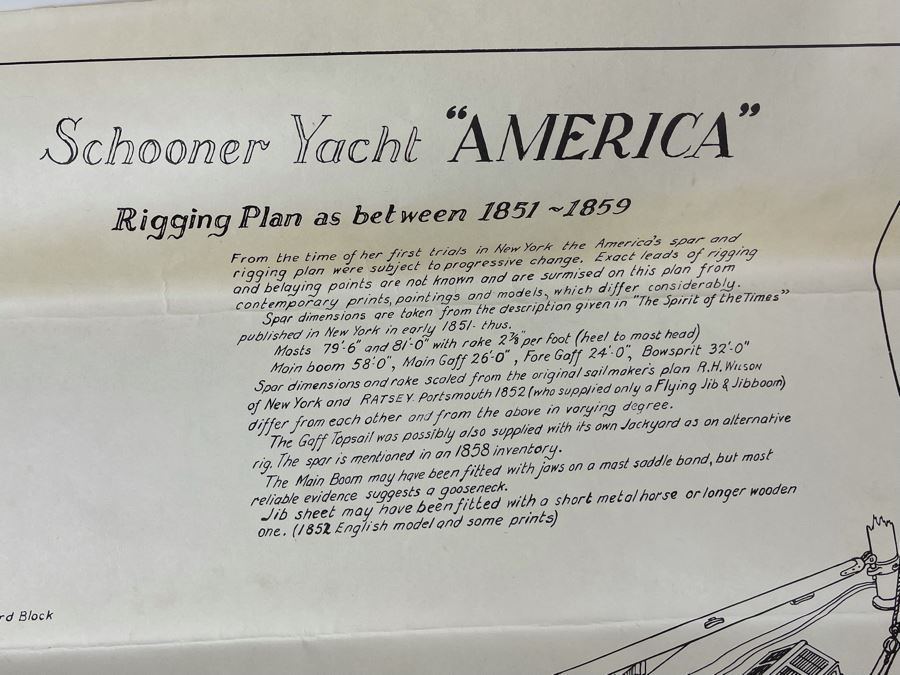 Schooner Yacht "AMERICA"
Rigging Plan as between 1851 ~ 1859
From the time of her first trials in New York the America's spar and
rigging plan were subject to progressive change. Exact leads of rigging
and belaying points are not known and are surmised on this plan from
contemporary prints, paintings and models, which differ considerably.
Spar dimensions are taken from the description given in "The Spirit of the Times"
published in New York in early 1851. thus.
Masts 79'-6" and 81'-0" with rake 2⅞" per foot (heel to mast head)
Main boom 58'-0", Main Gaff 26'-0", Fore Gaff 24'-0", Bowsprit 32'-0"
Spar dimensions and rake scaled from the original sailmaker's plan R.H. WILSON
of New York and RATSEY Portsmouth 1852 (who supplied only a Flying Jib & Jibboom)
differ from each other and from the above in varying degree.
The Gaff Topsail was possibly also supplied with its own Jackyard as an alternative
rig. The spar is mentioned in an 1858 inventory.
The Main Boom may have been fitted with jaws on a mast saddle band, but most
reliable evidence suggests a gooseneck.
Jib sheet may have been fitted with a short metal horse or longer wooden
one. (1852 English model and some prints)
rd Block